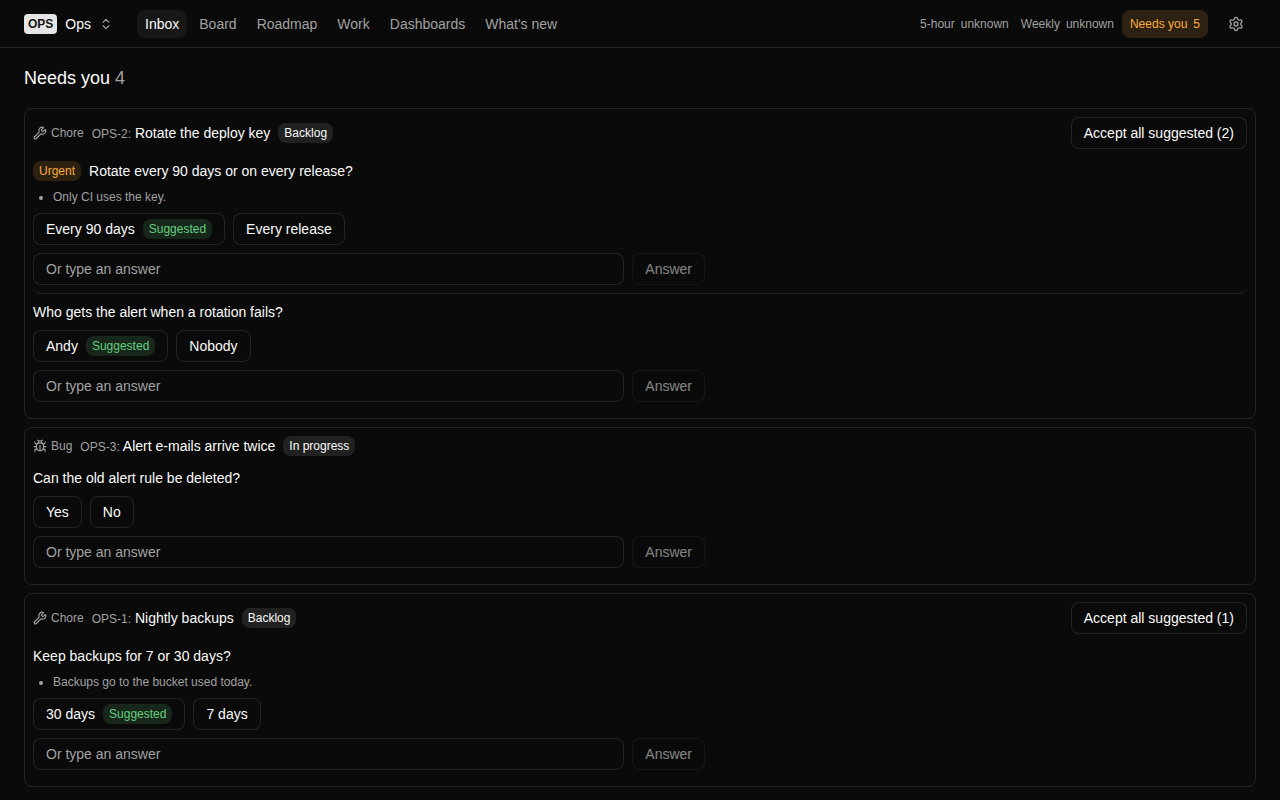 OPS Ops Inbox Board Roadmap Work Dashboards What's new 5-hour unknown Weekly unknown Needs you 5
Needs you 4
Chore OPS-2: Rotate the deploy key Backlog Accept all suggested (2)
Urgent Rotate every 90 days or on every release?
• Only CI uses the key.
Every 90 days Suggested Every release
Or type an answer Answer
Who gets the alert when a rotation fails?
Andy Suggested Nobody
Or type an answer Answer
Bug OPS-3: Alert e-mails arrive twice In progress
Can the old alert rule be deleted?
Yes No
Or type an answer Answer
Chore OPS-1: Nightly backups Backlog Accept all suggested (1)
Keep backups for 7 or 30 days?
• Backups go to the bucket used today.
30 days Suggested 7 days
Or type an answer Answer